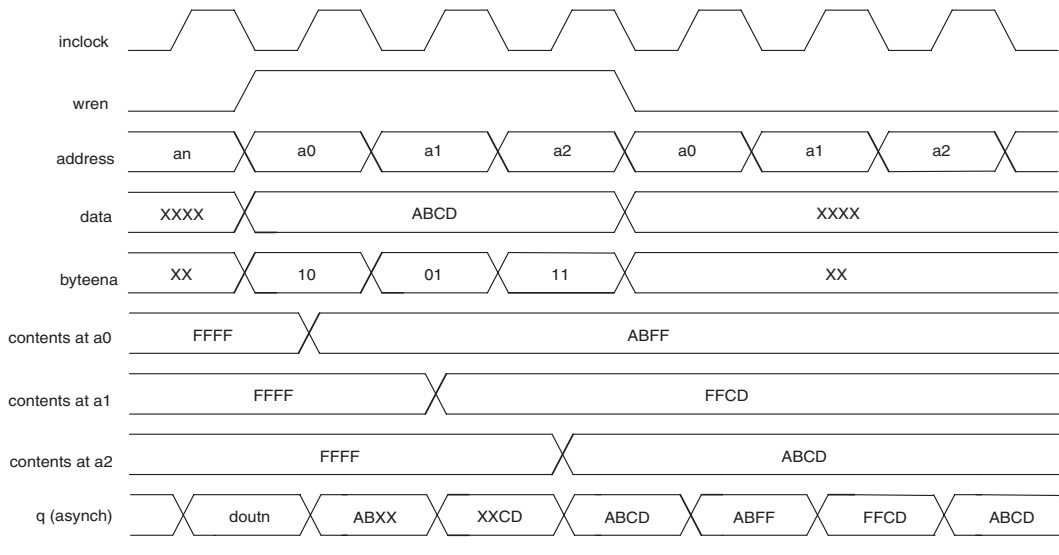 inclock
wren
address an a0 a1 a2 a0 a1 a2
data XXXX ABCD XXXX
byteena XX 10 01 11 XX
contents at a0 FFFF ABFF
contents at a1 FFFF FFCD
contents at a2 FFFF ABCD
q (asynch) doutn ABXX XXCD ABCD ABFF FFCD ABCD